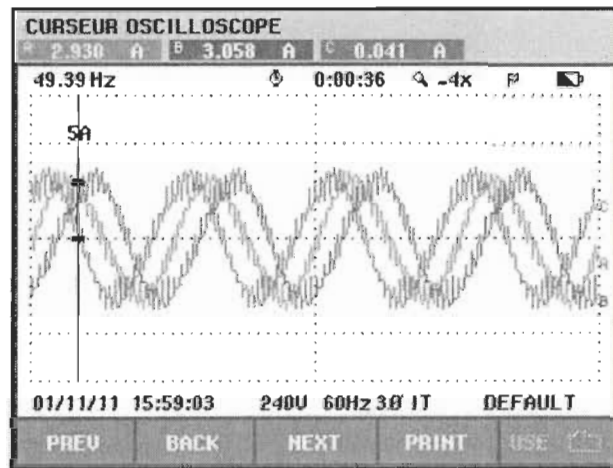 CURSEUR OSCILLOSCOPE
A 2.930 A B 3.058 A C 0.041 A
49.39 Hz 0:00:36 -4x
5A
C
A
B
01/11/11 15:59:03 240V 60Hz 3Ø IT DEFAULT
PREV BACK NEXT PRINT USE